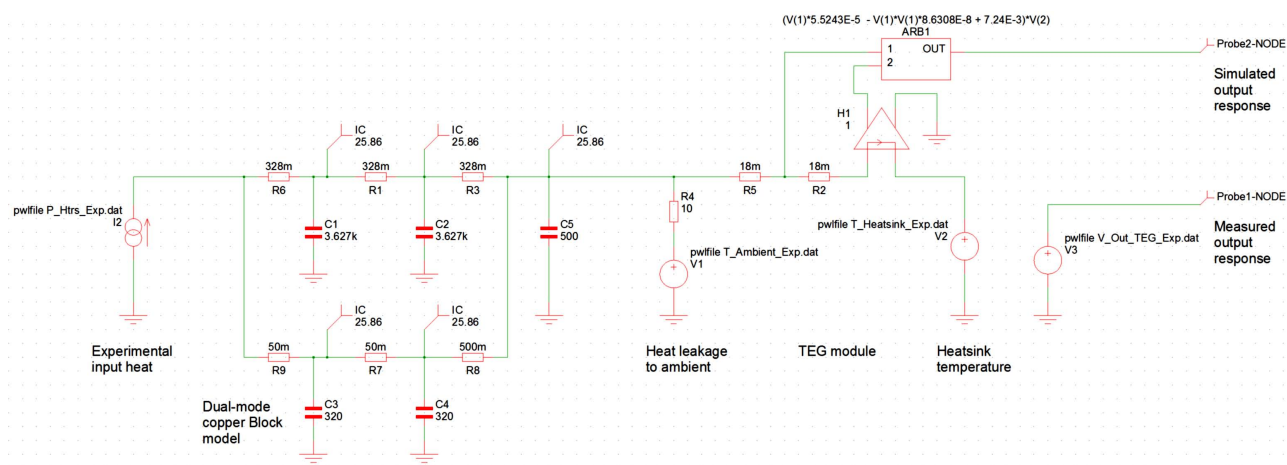 (V(1)*5.5243E-5 - V(1)*V(1)*8.6308E-8 + 7.24E-3)*V(2)
ARB1
1 OUT
2
Probe2-NODE
Simulated
output
response
H1
1
IC
25.86
IC
25.86
IC
25.86
328m
R6
328m
R1
328m
R3
18m
R5
18m
R2
pwlfile P_Htrs_Exp.dat
I2
C1
3.627k
C2
3.627k
C5
500
R4
10
pwlfile T_Ambient_Exp.dat
V1
pwlfile T_Heatsink_Exp.dat
V2
Probe1-NODE
pwlfile V_Out_TEG_Exp.dat
V3
Measured
output
response
IC
25.86
IC
25.86
50m
R9
50m
R7
500m
R8
C3
320
C4
320
Experimental
input heat
Dual-mode
copper Block
model
Heat leakage
to ambient
TEG module
Heatsink
temperature